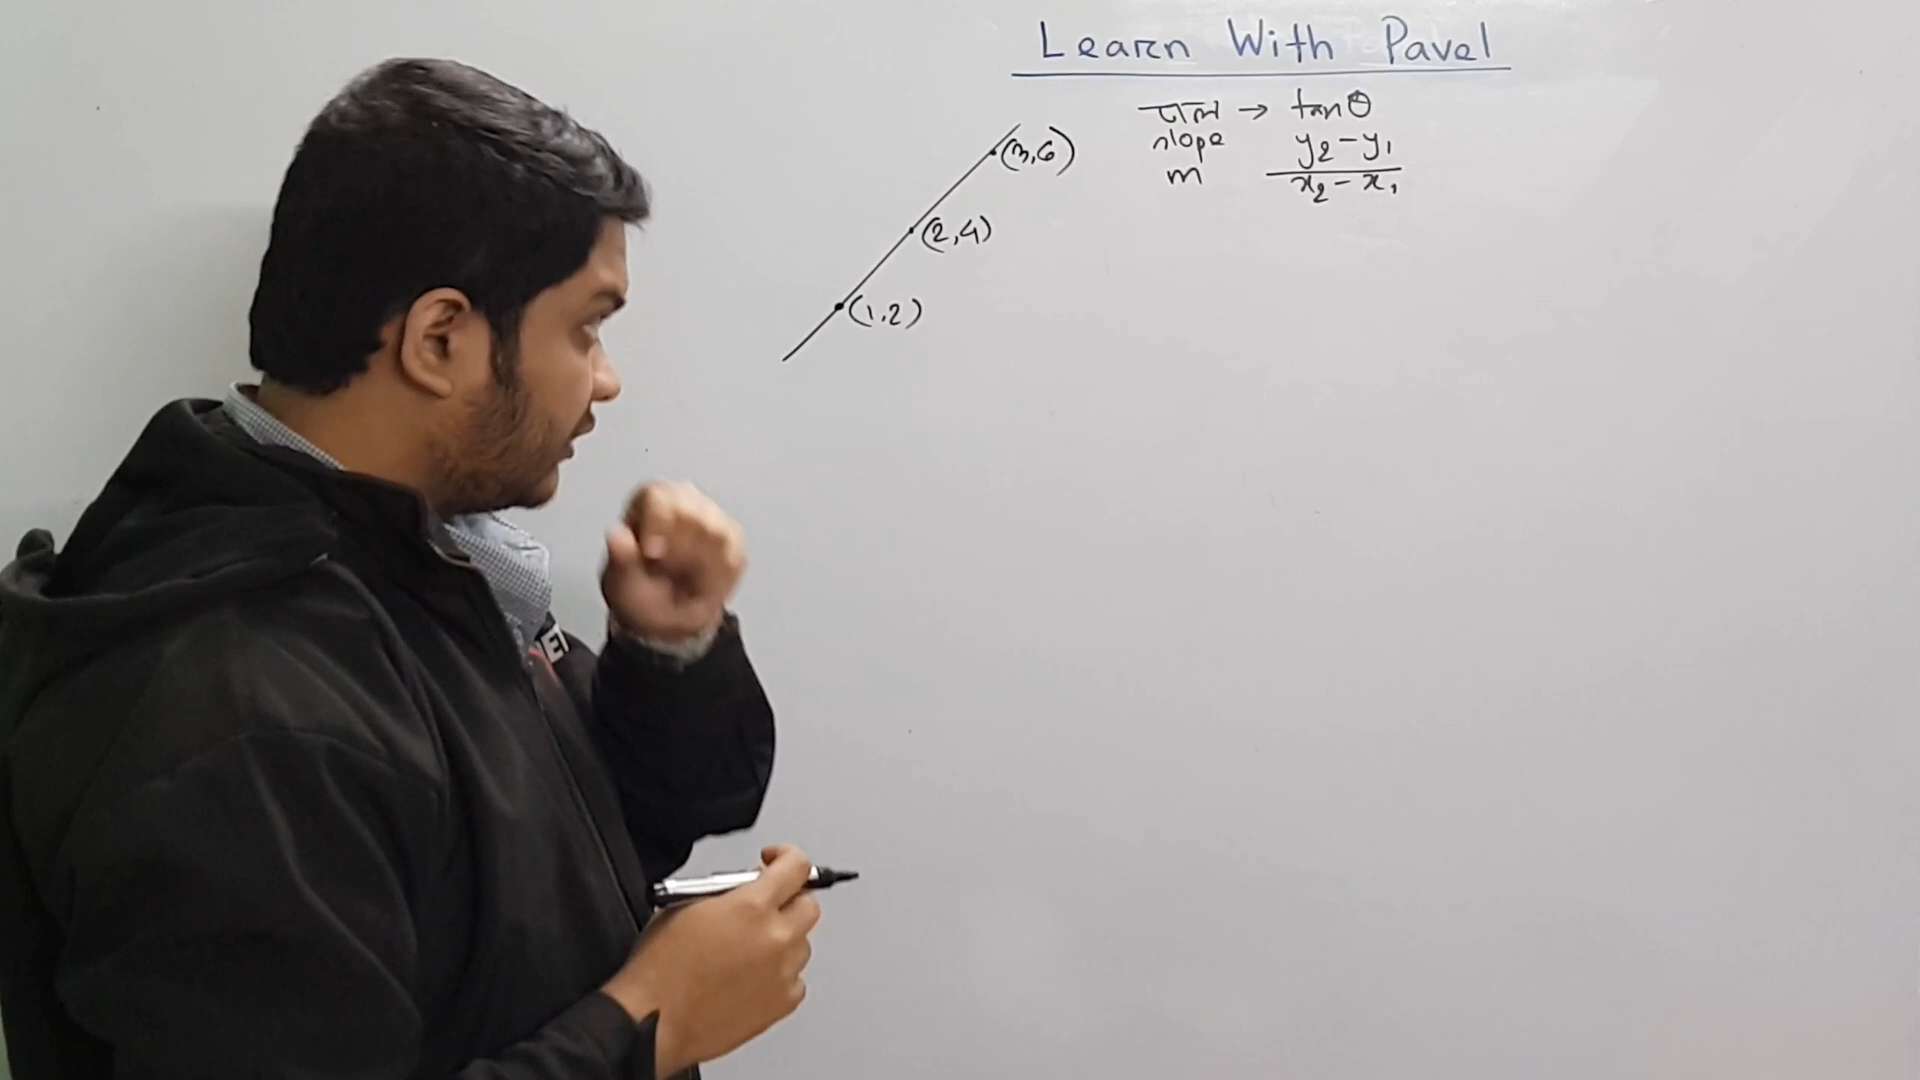 Learn With Pavel
ঢাল → tanθ
slope
m
y₂-y₁
x₂-x₁
(3,6)
(2,4)
(1,2)